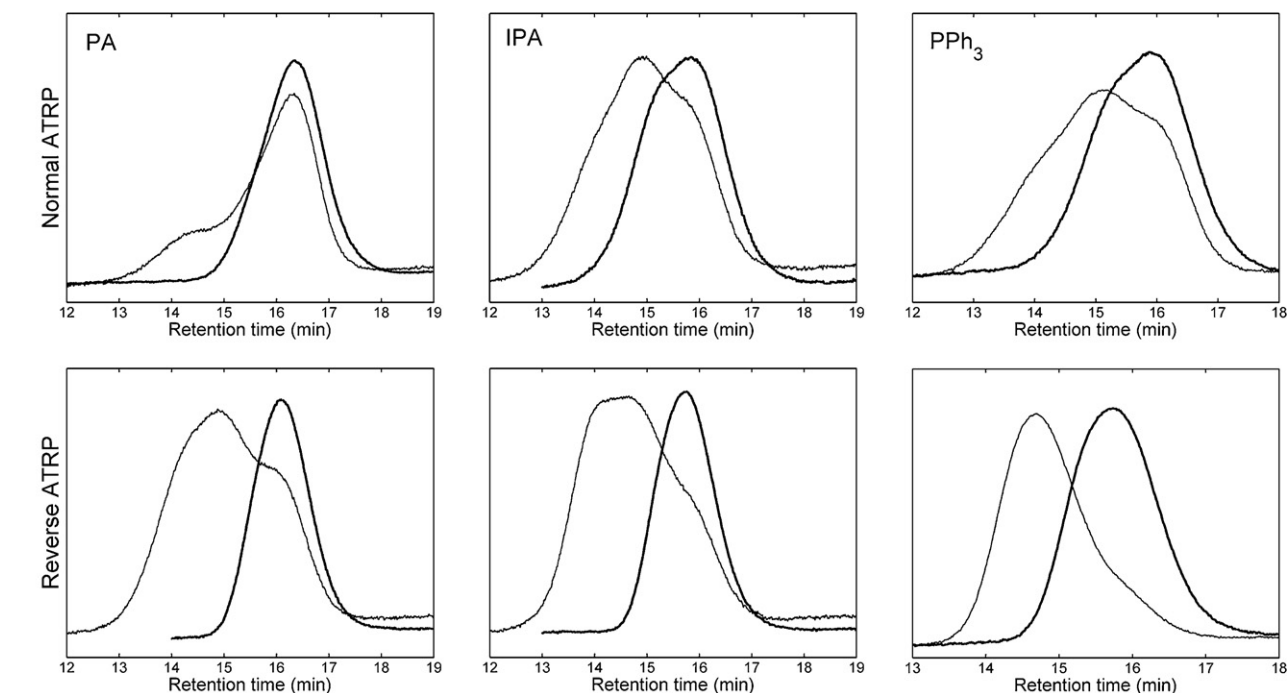 PA
IPA
PPh3
Normal ATRP
12 13 14 15 16 17 18 19
12 13 14 15 16 17 18 19
12 13 14 15 16 17 18
Retention time (min)
Retention time (min)
Retention time (min)
Reverse ATRP
12 13 14 15 16 17 18 19
12 13 14 15 16 17 18 19
13 14 15 16 17 18
Retention time (min)
Retention time (min)
Retention time (min)